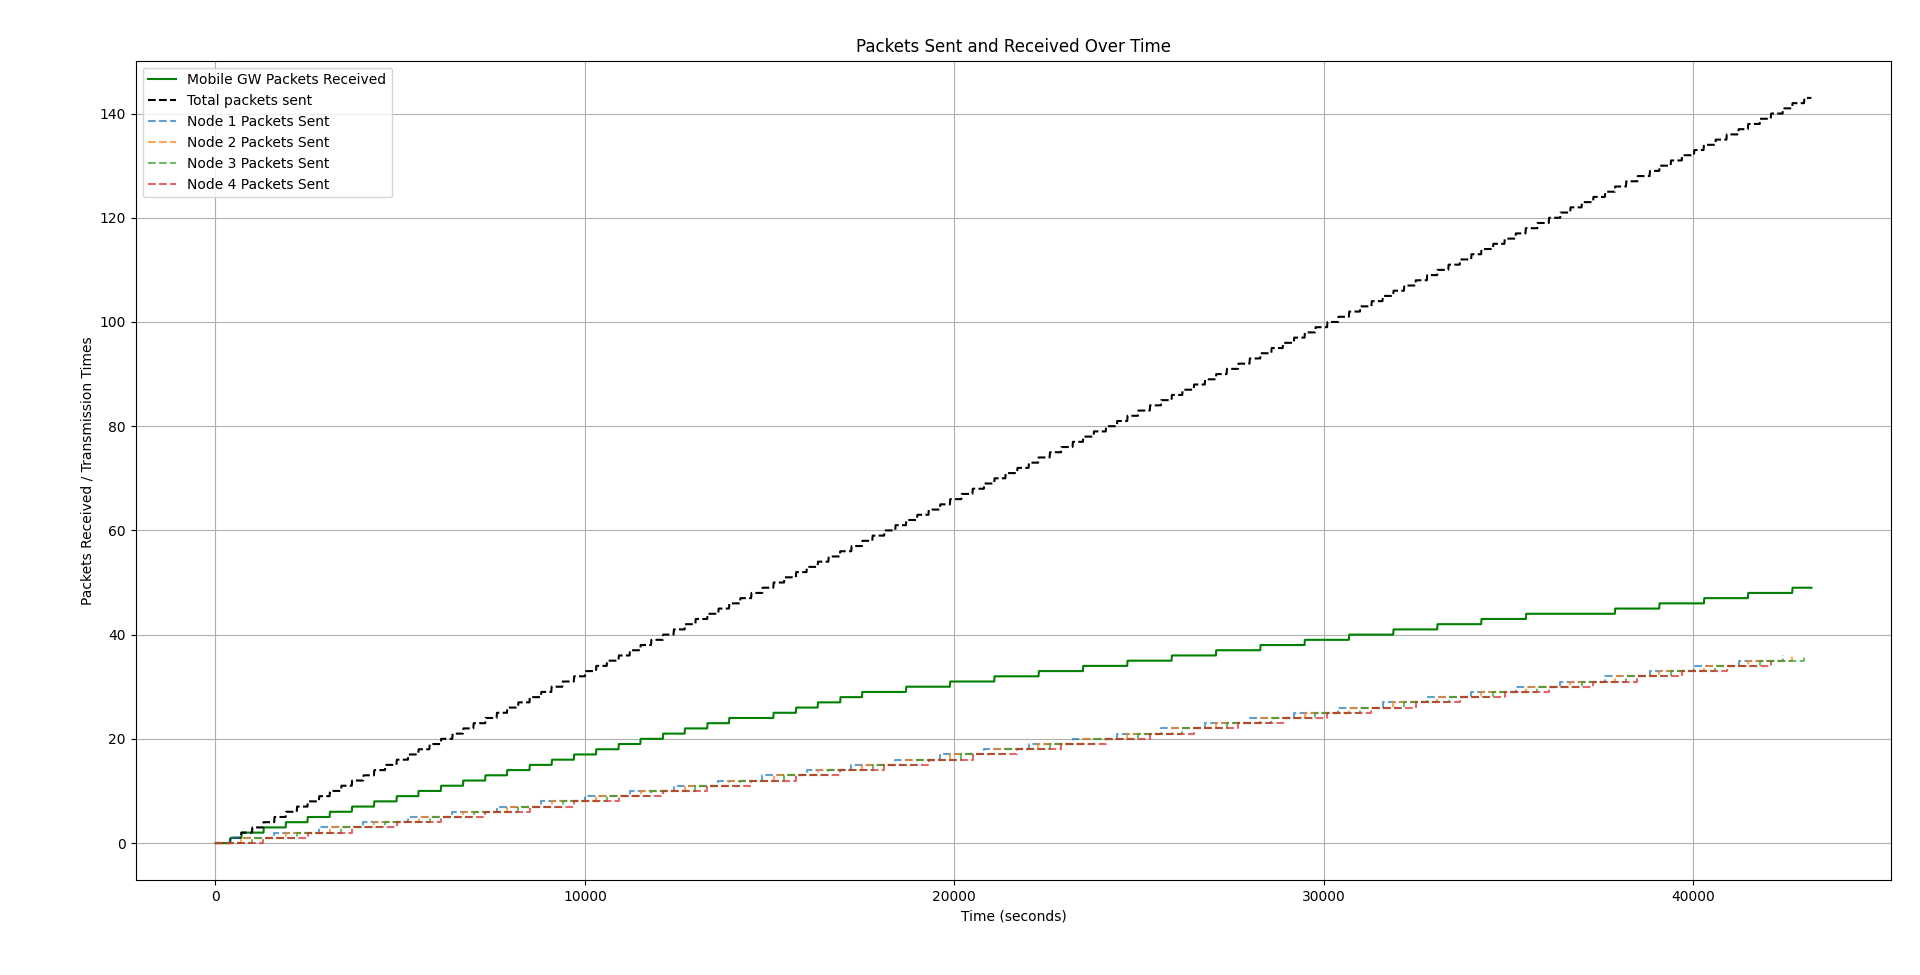 Packets Sent and Received Over Time
Mobile GW Packets Received
Total packets sent
Node 1 Packets Sent
Node 2 Packets Sent
Node 3 Packets Sent
Node 4 Packets Sent
Packets Received / Transmission Times
140
120
100
80
60
40
20
0
0 10000 20000 30000 40000
Time (seconds)